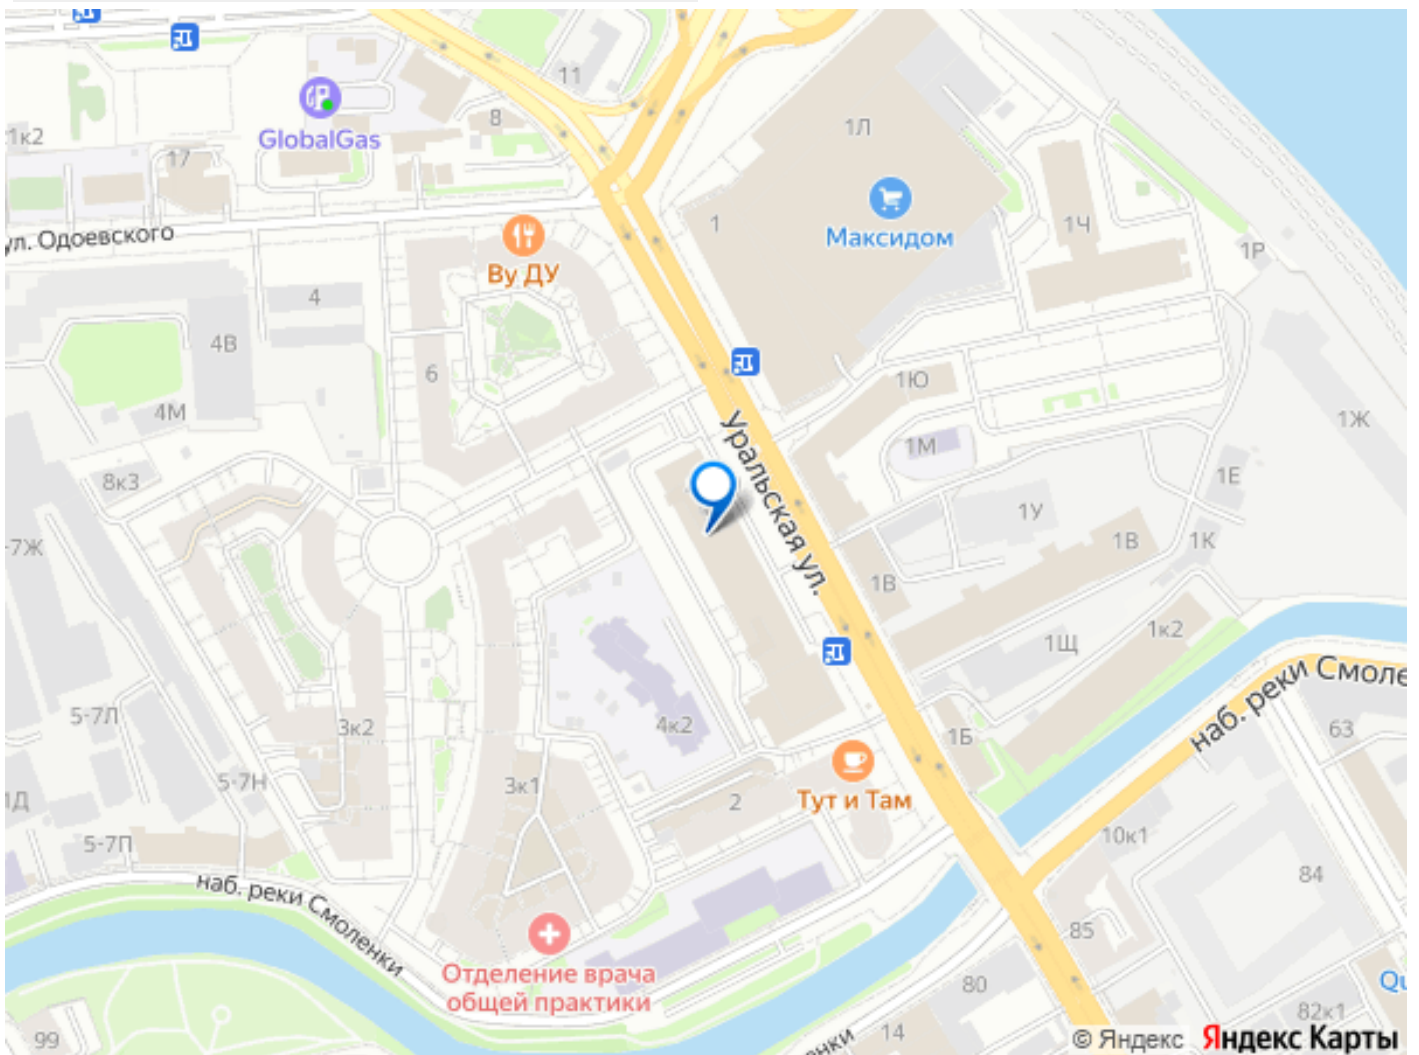 11
8
GlobalGas
1к2
17
1Л
1
Максидом
1Ч
1Р
ул. Одоевского
Ву ДУ
4
4В
6
4М
1Ю
1М
1Ж
8к3
1Е
1У
-7Ж
1В
1К
Уральская ул.
1В
1к2
1Щ
наб. реки Смоле
5-7Л
3к2
4к2
1Б
63
5-7Н
3к1
2
Тут и Там
1Д
5-7П
10к1
84
наб. реки Смоленки
85
Отделение врача
общей практики
80
Qu
82к1
99
14
нки
© Яндекс Яндекс Карты